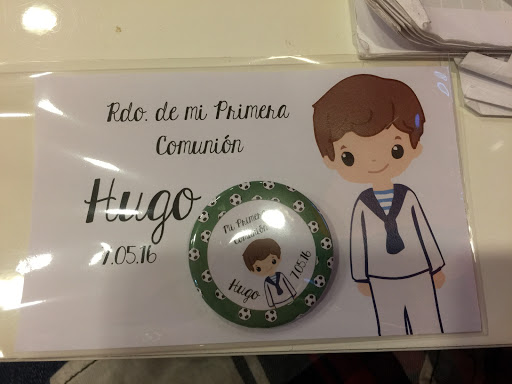 Rdo. de mi Primera
Comunión
Hugo
7.05.16
Mi Primera
Comunión
Hugo
7.05.16